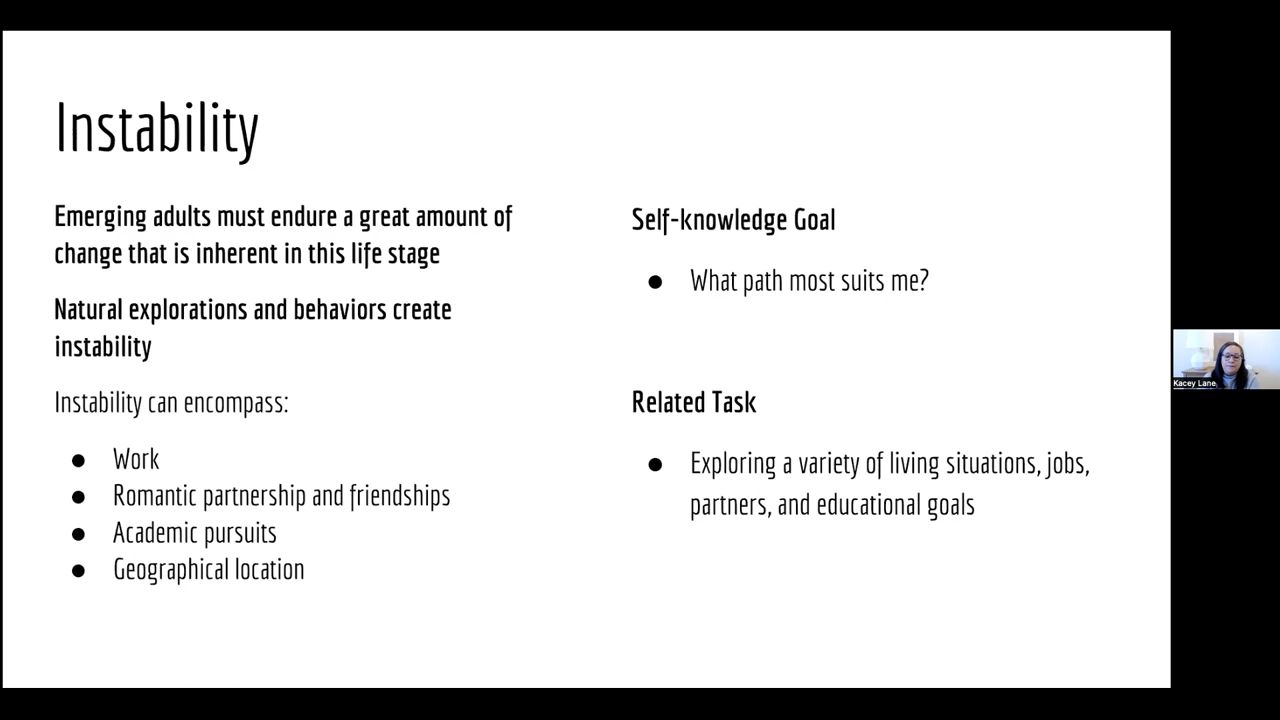 Instability
Emerging adults must endure a great amount of
change that is inherent in this life stage
Natural explorations and behaviors create
instability
Instability can encompass:
● Work
● Romantic partnership and friendships
● Academic pursuits
● Geographical location
Self-knowledge Goal
● What path most suits me?
Related Task
● Exploring a variety of living situations, jobs,
partners, and educational goals
Kacey Lane